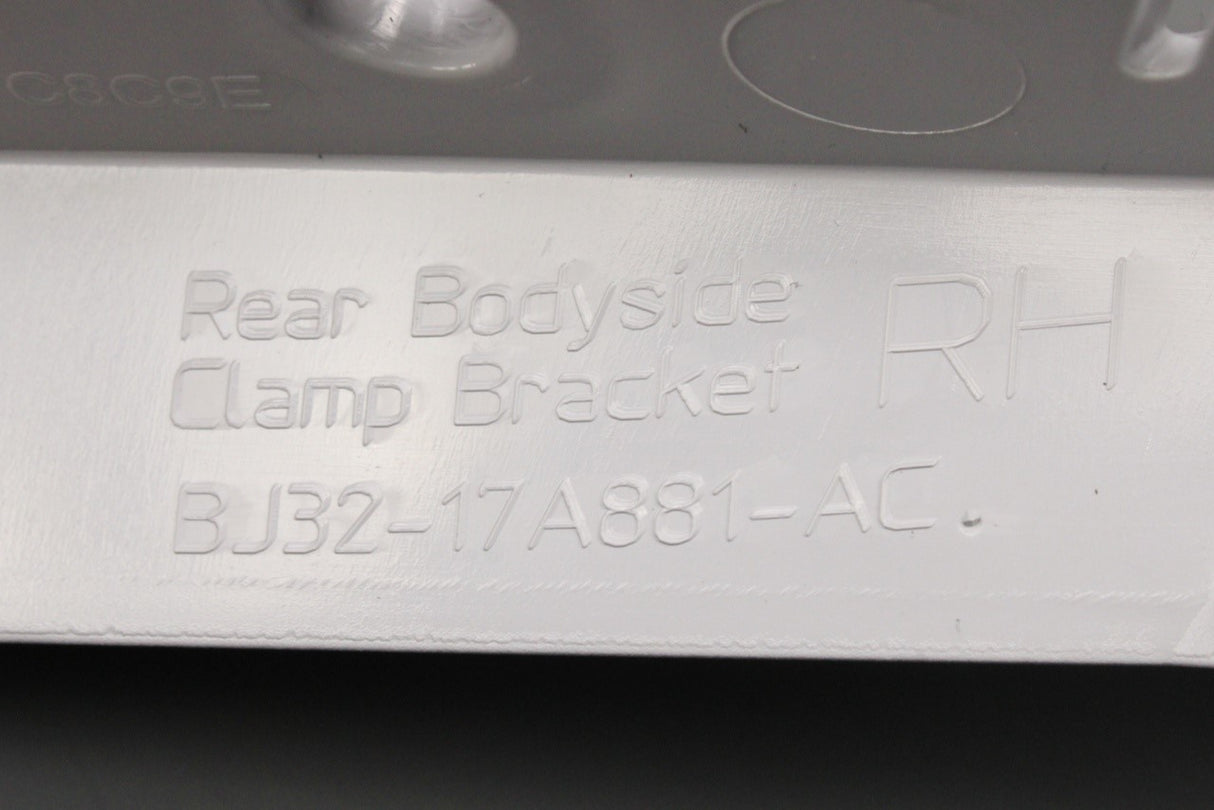 C8C9E
Rear Bodyside
Clamp Bracket
RH
BJ32-17A881-AC.